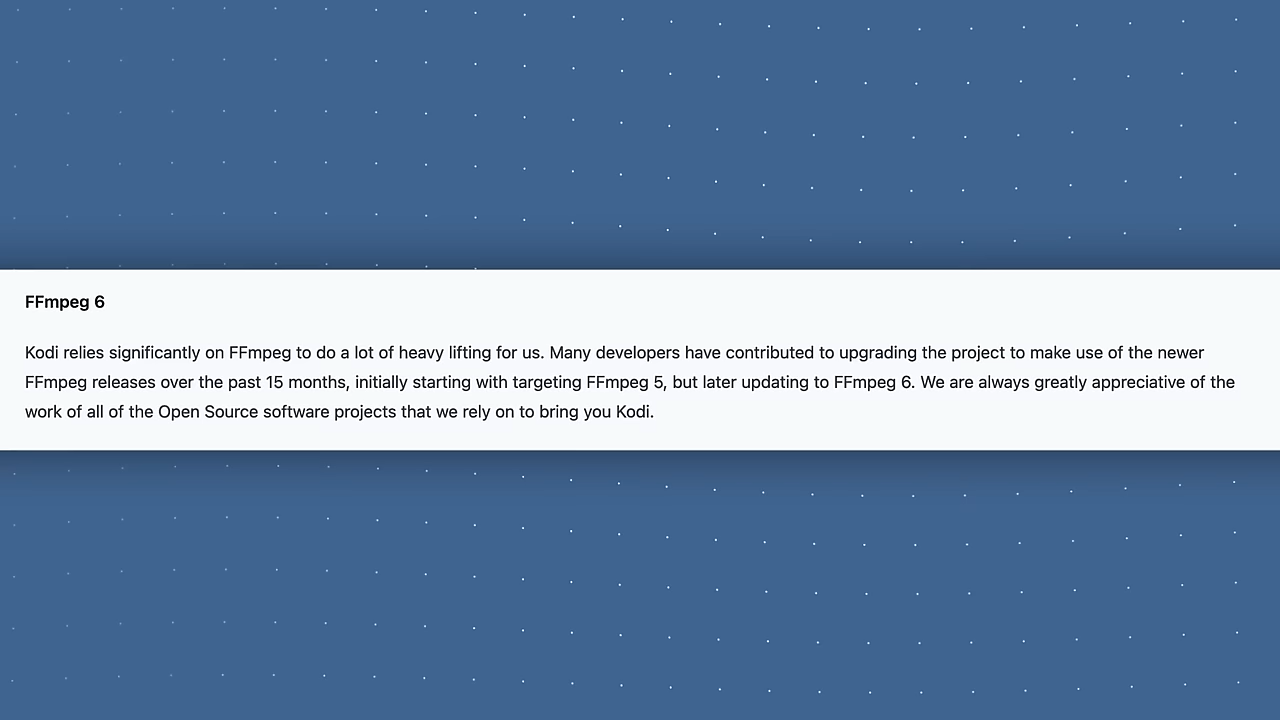 FFmpeg 6
Kodi relies significantly on FFmpeg to do a lot of heavy lifting for us. Many developers have contributed to upgrading the project to make use of the newer
FFmpeg releases over the past 15 months, initially starting with targeting FFmpeg 5, but later updating to FFmpeg 6. We are always greatly appreciative of the
work of all of the Open Source software projects that we rely on to bring you Kodi.